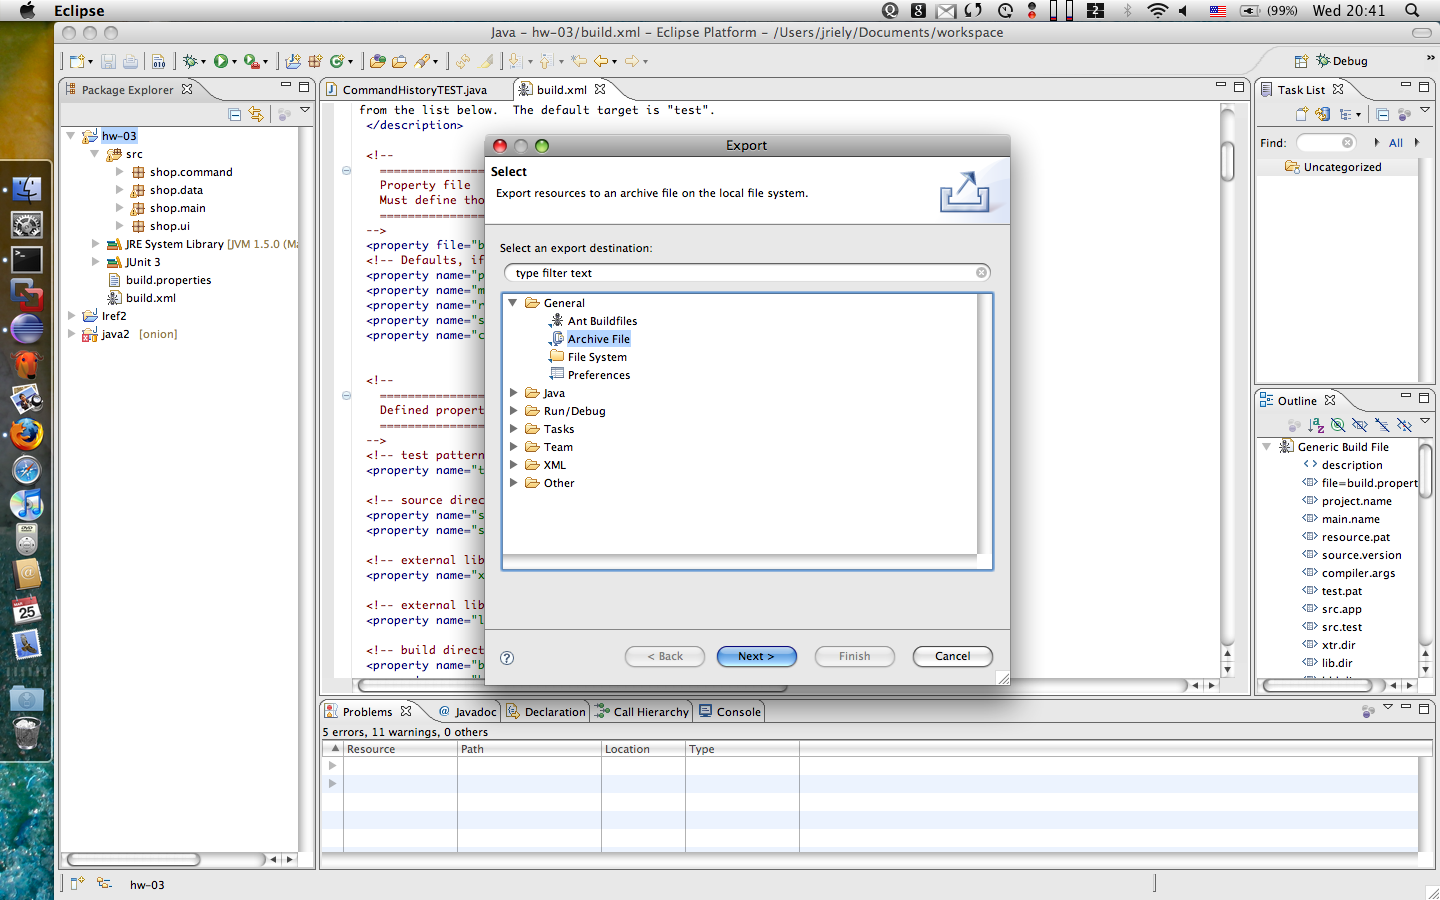 Eclipse
(99%) Wed 20:41
Java - hw-03/build.xml - Eclipse Platform - /Users/jriely/Documents/workspace
Debug
Package Explorer
hw-03
src
shop.command
shop.data
shop.main
shop.ui
JRE System Library [JVM 1.5.0 (Ma
JUnit 3
build.properties
build.xml
lref2
java2 [onion]
CommandHistoryTEST.java
build.xml
from the list below.  The default target is "test".
</description>
<!--
Property file
Must define tho
-->
<property file="b
<!-- Defaults, if
<property name="p
<property name="m
<property name="r
<property name="s
<property name="c
<!--
Defined propert
-->
<!-- test pattern
<property name="t
<!-- source direc
<property name="s
<property name="s
<!-- external lib
<property name="x
<!-- external lib
<property name="l
<!-- build direct
<property name="b
Export
Select
Export resources to an archive file on the local file system.
Select an export destination:
type filter text
General
Ant Buildfiles
Archive File
File System
Preferences
Java
Run/Debug
Tasks
Team
XML
Other
? < Back Next > Finish Cancel
Task List
Find: All
Uncategorized
Outline
Generic Build File
description
file=build.propert
project.name
main.name
resource.pat
source.version
compiler.args
test.pat
src.app
src.test
xtr.dir
lib.dir
Problems @ Javadoc Declaration Call Hierarchy Console
5 errors, 11 warnings, 0 others
Resource Path Location Type
25
hw-03